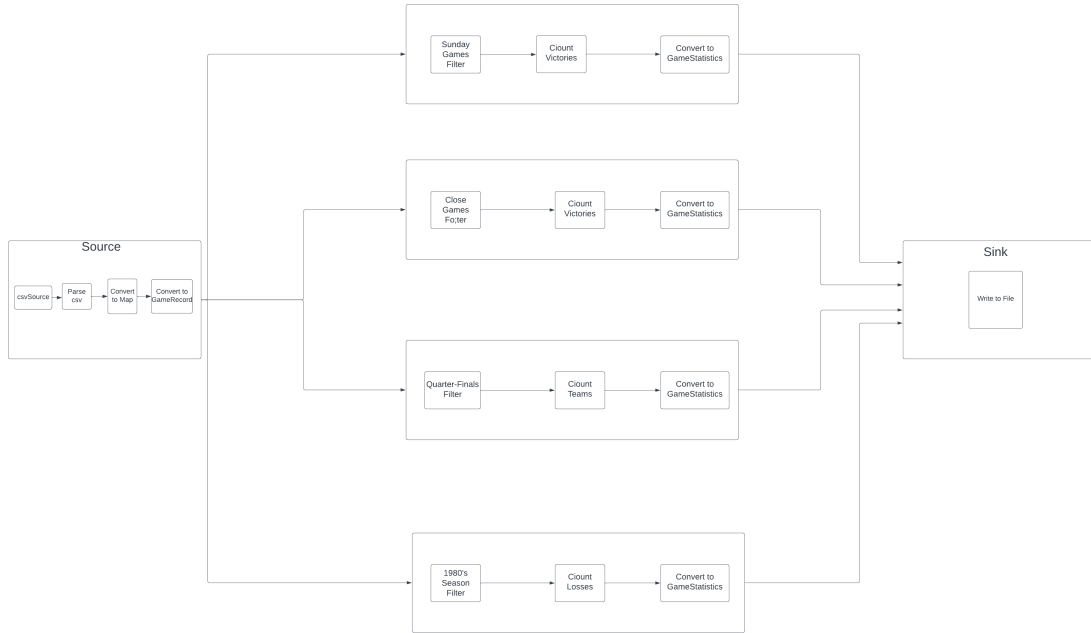 Sunday
Games
Filter
Ciount
Victories
Convert to
GameStatistics
Close
Games
Fo;ter
Ciount
Victories
Convert to
GameStatistics
Source
csvSource
Parse
csv
Convert
to Map
Convert to
GameRecord
Sink
Write to File
Quarter-Finals
Filter
Ciount
Teams
Convert to
GameStatistics
1980's
Season
Filter
Ciount
Losses
Convert to
GameStatistics